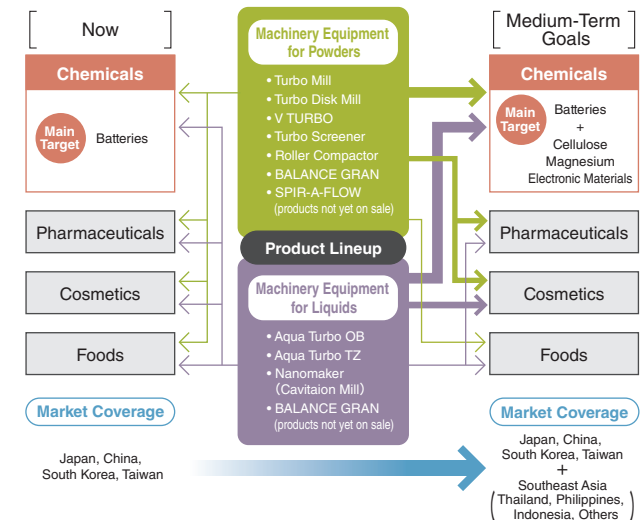 Now
Chemicals
Main
Target
Batteries
Pharmaceuticals
Cosmetics
Foods
Market Coverage
Japan, China,
South Korea, Taiwan
Machinery Equipment
for Powders
• Turbo Mill
• Turbo Disk Mill
• V TURBO
• Turbo Screener
• Roller Compactor
• BALANCE GRAN
• SPIR-A-FLOW
(products not yet on sale)
Product Lineup
Machinery Equipment
for Liquids
• Aqua Turbo OB
• Aqua Turbo TZ
• Nanomaker
(Cavitaion Mill)
• BALANCE GRAN
(products not yet on sale)
Medium-Term
Goals
Chemicals
Main
Target
Batteries
+
Cellulose
Magnesium
Electronic Materials
Pharmaceuticals
Cosmetics
Foods
Market Coverage
Japan, China,
South Korea, Taiwan
+
Southeast Asia
(Thailand, Philippines,
Indonesia, Others)